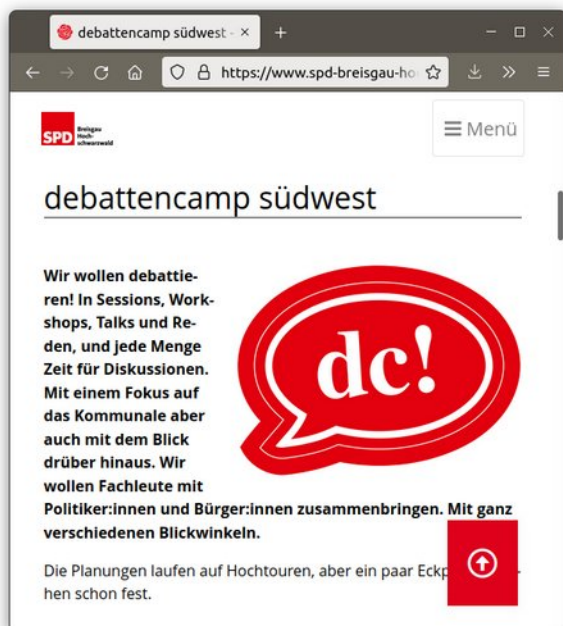 debattencamp südwest -
https://www.spd-breisgau-ho
SPD Breisgau
Hoch-
schwarzwald
Menü
debattencamp südwest
Wir wollen debattie-
ren! In Sessions, Work-
shops, Talks und Re-
den, und jede Menge
Zeit für Diskussionen.
Mit einem Fokus auf
das Kommunale aber
auch mit dem Blick
drüber hinaus. Wir
wollen Fachleute mit
Politiker:innen und Bürger:innen zusammenbringen. Mit ganz
verschiedenen Blickwinkeln.
dc!
Die Planungen laufen auf Hochtouren, aber ein paar
hen schon fest.